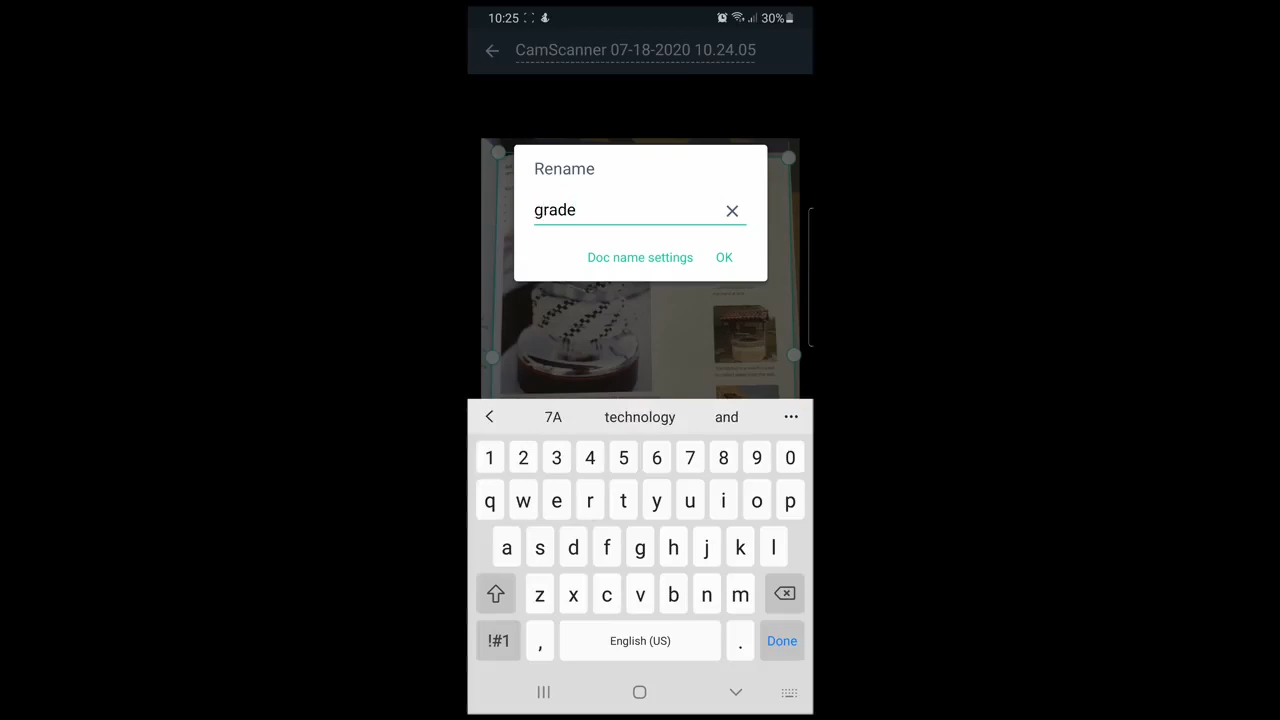 10:25 30%
CamScanner 07-18-2020 10.24.05
Rename
grade
Doc name settings OK
7A technology and
1 2 3 4 5 6 7 8 9 0
q w e r t y u i o p
a s d f g h j k l
z x c v b n m
!#1 , English (US) . Done